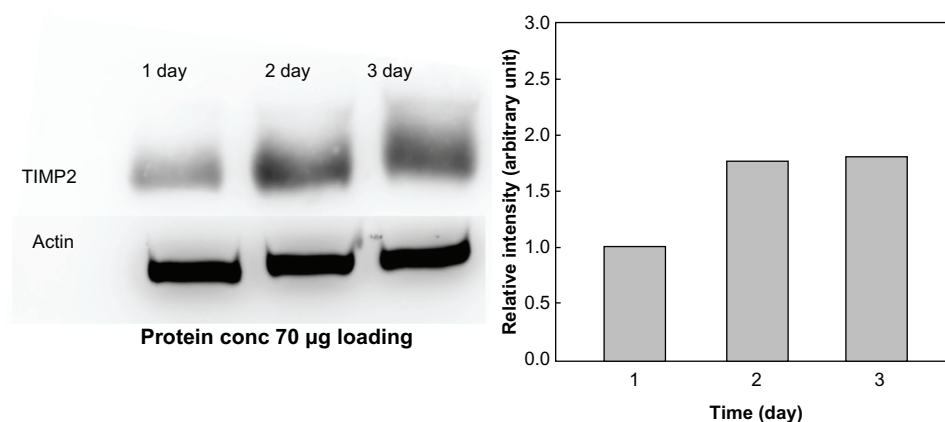 1 day 2 day 3 day
TIMP2
Actin
Protein conc 70 µg loading
Relative intensity (arbitrary unit)
3.0
2.5
2.0
1.5
1.0
0.5
0.0
1 2 3
Time (day)